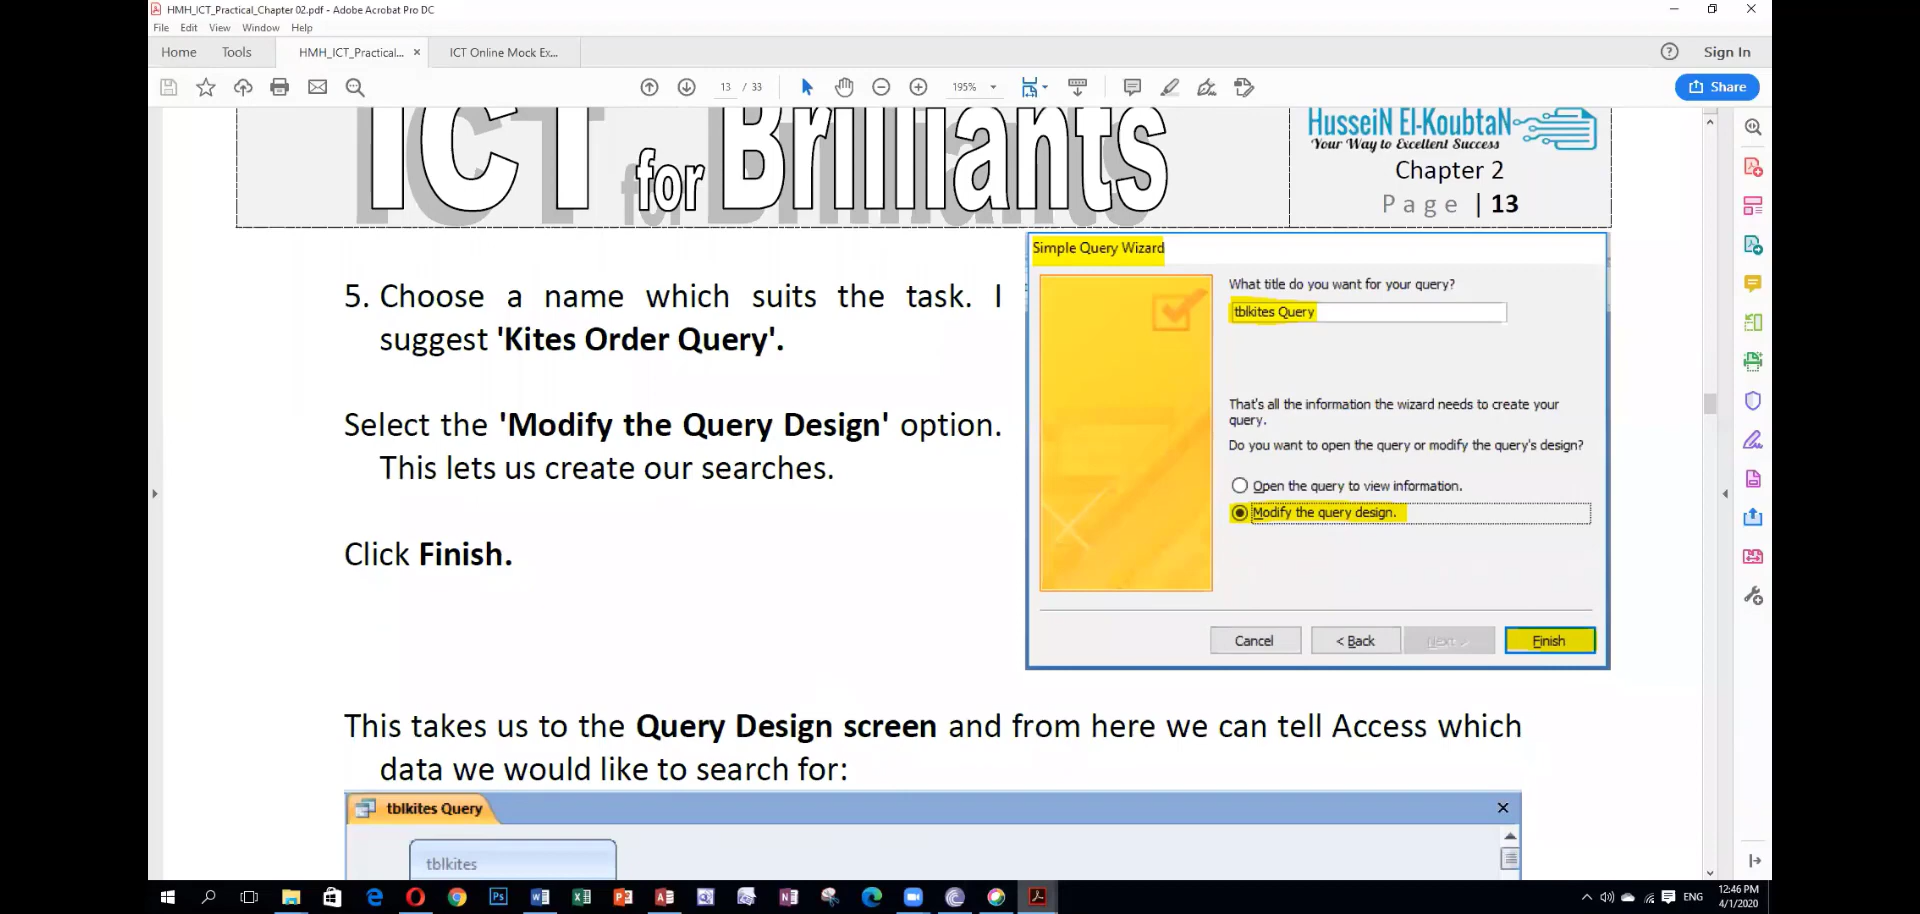 HMH_ICT_Practical_Chapter 02.pdf - Adobe Acrobat Pro DC
File Edit View Window Help
Home Tools HMH_ICT_Practical... × ICT Online Mock Ex... Sign In
13 / 33 195% Share
ICT for Brilliants
HusseiN El-KoubtaN
Your Way to Excellent Success
Chapter 2
Page | 13
5. Choose a name which suits the task. I
suggest 'Kites Order Query'.
Select the 'Modify the Query Design' option.
This lets us create our searches.
Click Finish.
Simple Query Wizard
What title do you want for your query?
tblkites Query
That's all the information the wizard needs to create your
query.
Do you want to open the query or modify the query's design?
Open the query to view information.
Modify the query design.
Cancel < Back Next > Finish
This takes us to the Query Design screen and from here we can tell Access which
data we would like to search for:
tblkites Query
tblkites
ENG 12:46 PM
4/1/2020